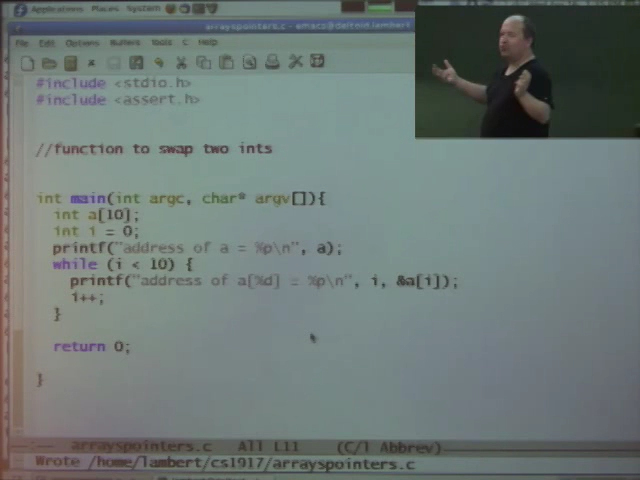 Applications Places System
arrayspointers.c - emacs@deltoid.lambert
File Edit Options Buffers Tools C Help
#include <stdio.h>
#include <assert.h>
//function to swap two ints
int main(int argc, char* argv[]){
int a[10];
int i = 0;
printf("address of a = %p\n", a);
while (i < 10) {
printf("address of a[%d] = %p\n", i, &a[i]);
i++;
}
return 0;
}
arrayspointers.c All L11 (C/l Abbrev)
Wrote /home/lambert/cs1917/arrayspointers.c